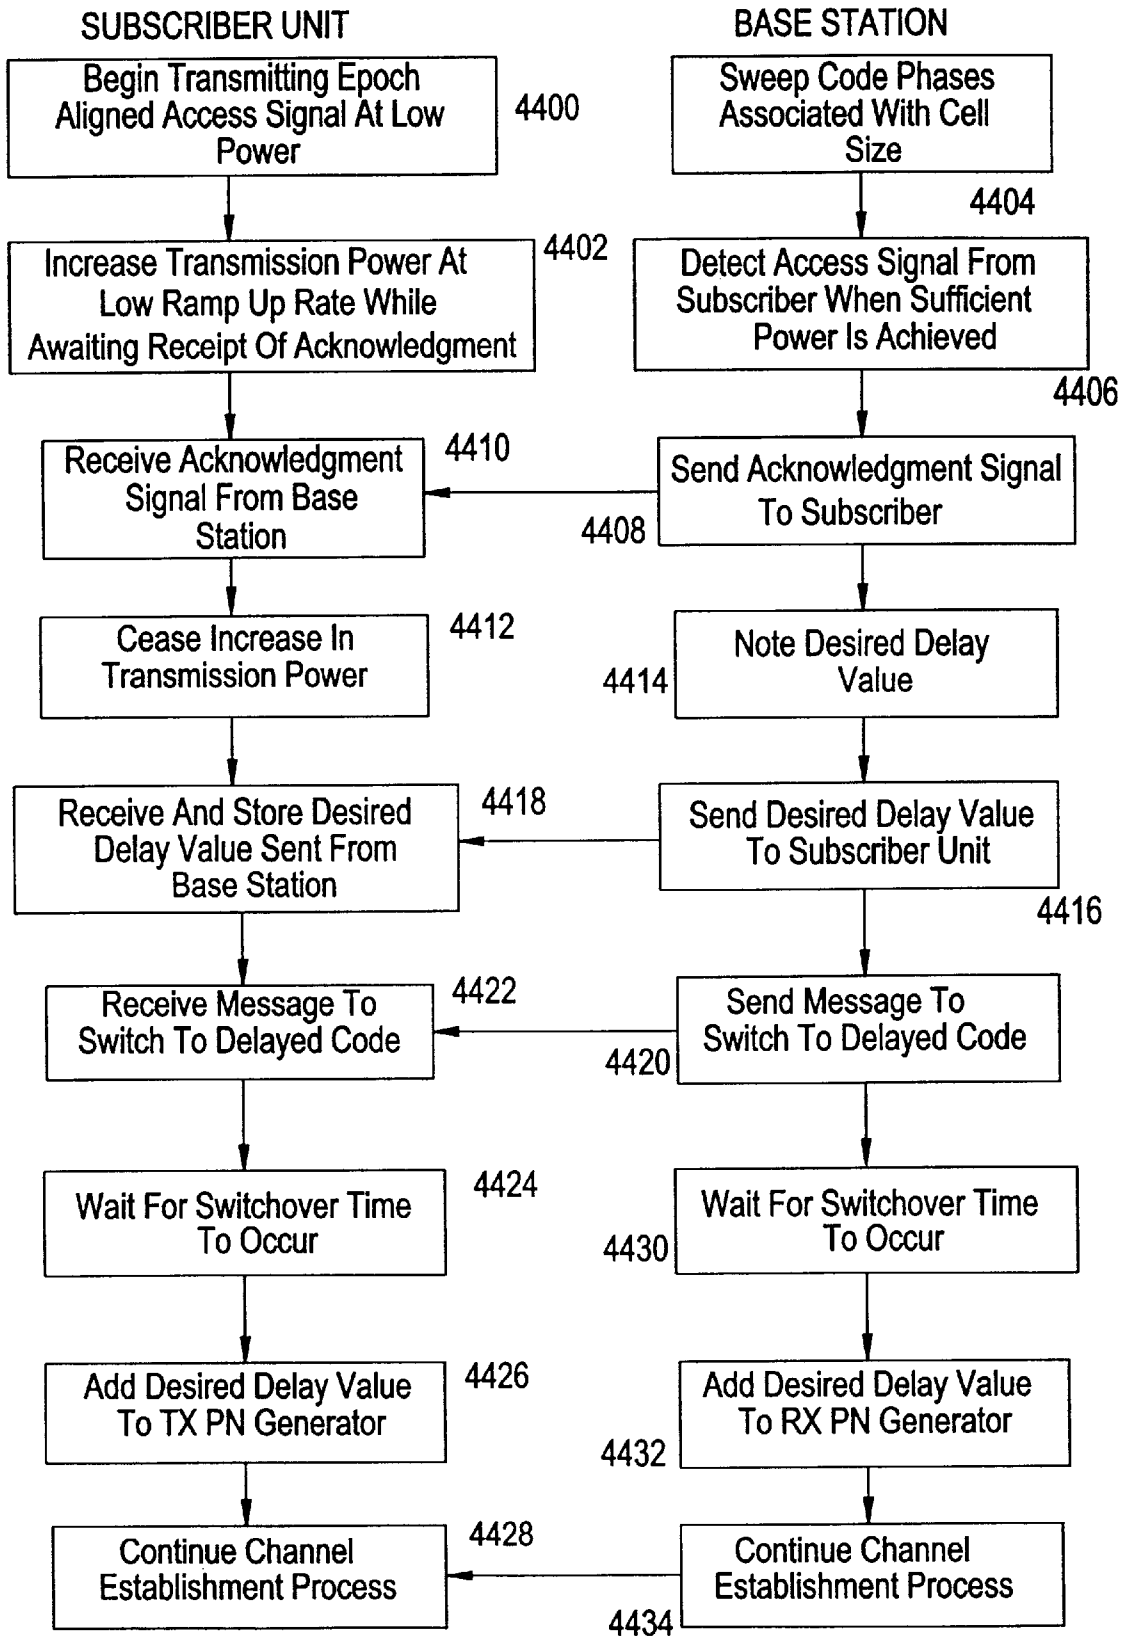 SUBSCRIBER UNIT
BASE STATION
Begin Transmitting Epoch
Aligned Access Signal At Low
Power
4400
Sweep Code Phases
Associated With Cell
Size
4404
Increase Transmission Power At
Low Ramp Up Rate While
Awaiting Receipt Of Acknowledgment
4402
Detect Access Signal From
Subscriber When Sufficient
Power Is Achieved
4406
Receive Acknowledgment
Signal From Base
Station
4410
Send Acknowledgment Signal
To Subscriber
4408
Cease Increase In
Transmission Power
4412
Note Desired Delay
Value
4414
Receive And Store Desired
Delay Value Sent From
Base Station
4418
Send Desired Delay Value
To Subscriber Unit
4416
Receive Message To
Switch To Delayed Code
4422
Send Message To
Switch To Delayed Code
4420
Wait For Switchover Time
To Occur
4424
Wait For Switchover Time
To Occur
4430
Add Desired Delay Value
To TX PN Generator
4426
Add Desired Delay Value
To RX PN Generator
4432
Continue Channel
Establishment Process
4428
Continue Channel
Establishment Process
4434